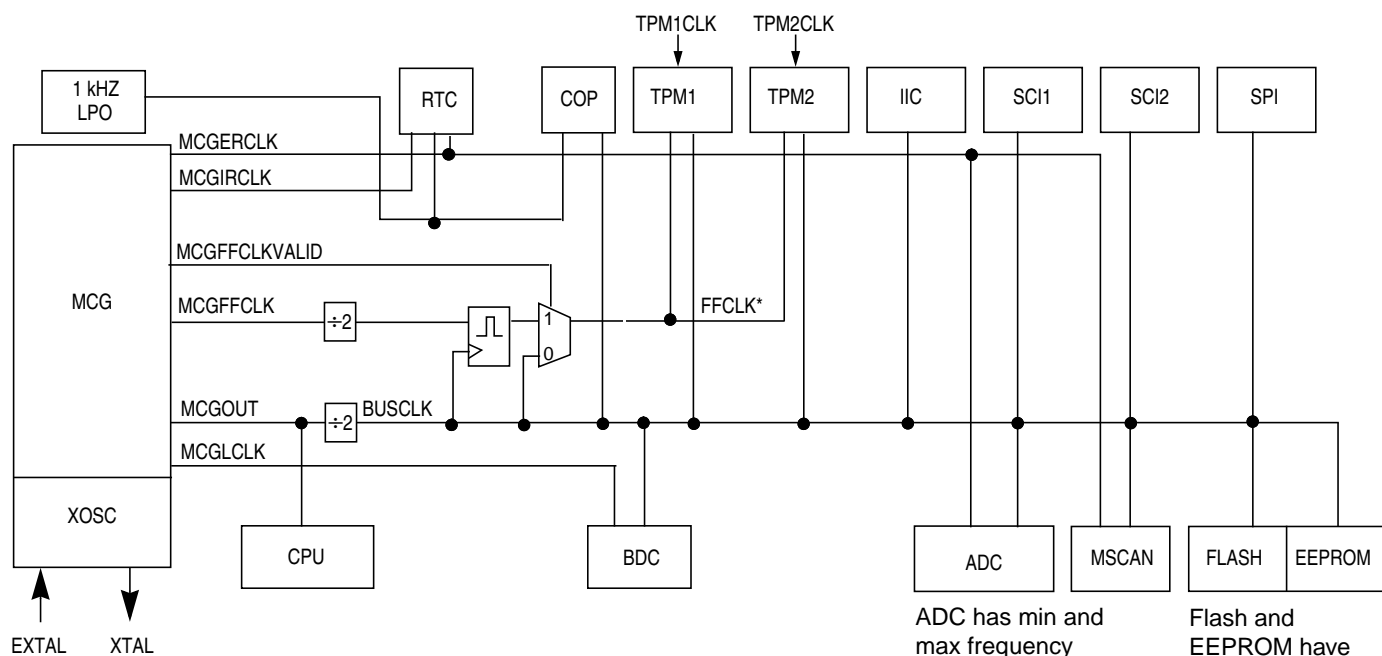 TPM1CLK
TPM2CLK
1 kHZ
LPO
RTC
COP
TPM1
TPM2
IIC
SCI1
SCI2
SPI
MCGERCLK
MCGIRCLK
MCGFFCLKVALID
MCG
MCGFFCLK
÷2
1
0
FFCLK*
MCGOUT
÷2
BUSCLK
MCGLCLK
XOSC
CPU
BDC
ADC
MSCAN
FLASH
EEPROM
EXTAL
XTAL
ADC has min and
max frequency
Flash and
EEPROM have